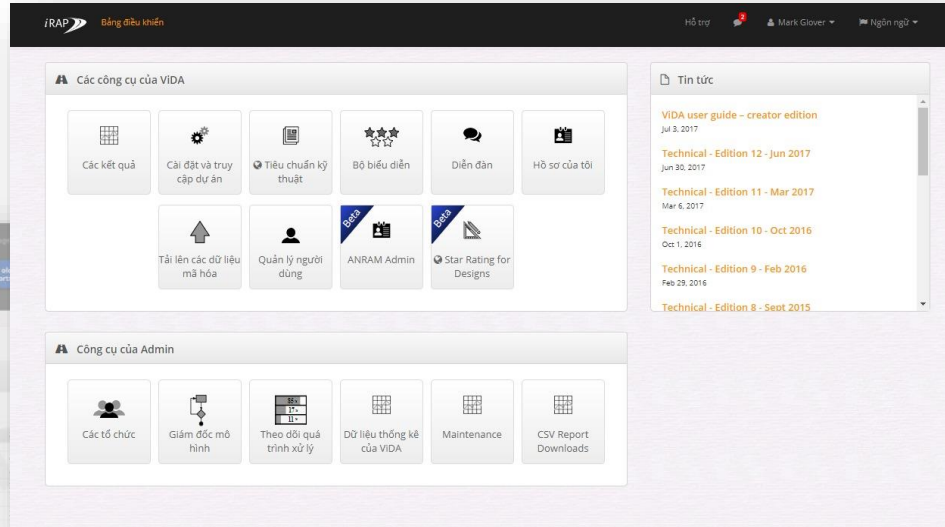 iRAP Bảng điều khiển Hỗ trợ 2 Mark Glover Ngôn ngữ
Các công cụ của ViDA
Các kết quả
Cài đặt và truy
cập dự án
Tiêu chuẩn kỹ
thuật
Bộ biểu diễn
Diễn đàn
Hồ sơ của tôi
Tải lên các dữ liệu
mã hóa
Quản lý người
dùng
Beta
ANRAM Admin
Beta
Star Rating for
Designs
Tin tức
ViDA user guide – creator edition
Jul 3, 2017
Technical - Edition 12 - Jun 2017
Jun 30, 2017
Technical - Edition 11 - Mar 2017
Mar 6, 2017
Technical - Edition 10 - Oct 2016
Oct 1, 2016
Technical - Edition 9 - Feb 2016
Feb 29, 2016
Technical - Edition 8 - Sept 2015
Công cụ của Admin
Các tổ chức
Giám đốc mô
hình
Theo dõi quá
trình xử lý
Dữ liệu thống kê
của ViDA
Maintenance
CSV Report
Downloads